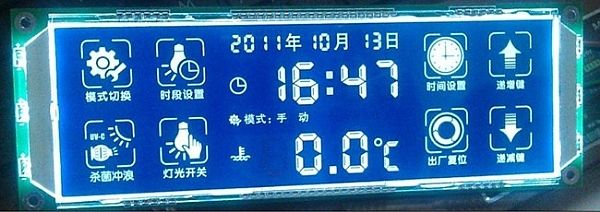 2011年 10月 13日
模式切换
时段设置
16:47
时间设置
递增键
模式: 手 动
UV-C
0.0℃
杀菌冲浪
灯光开关
出厂复位
递减键